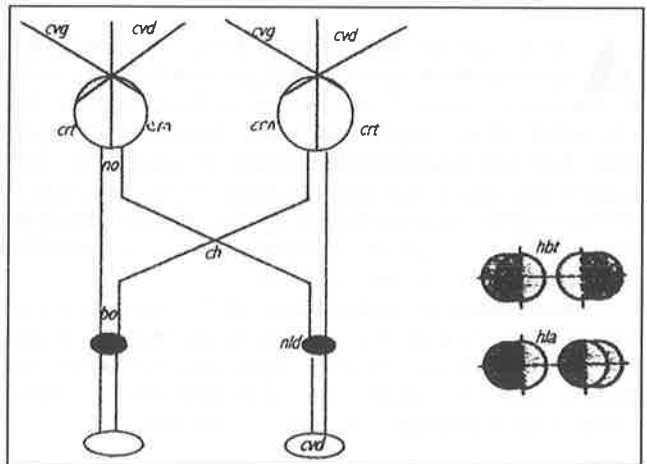 cvg cvd cvg cvd
crt crn crn crt
no
ch
hbt
bo
nld
hla
cvd